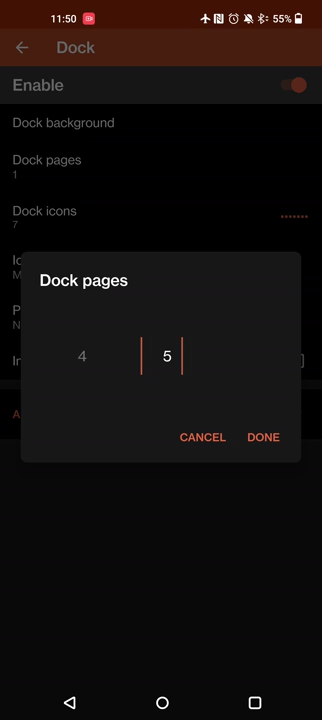 11:50
55%
Dock
Enable
Dock background
Dock pages
1
Dock icons
7
Dock pages
4
5
CANCEL
DONE